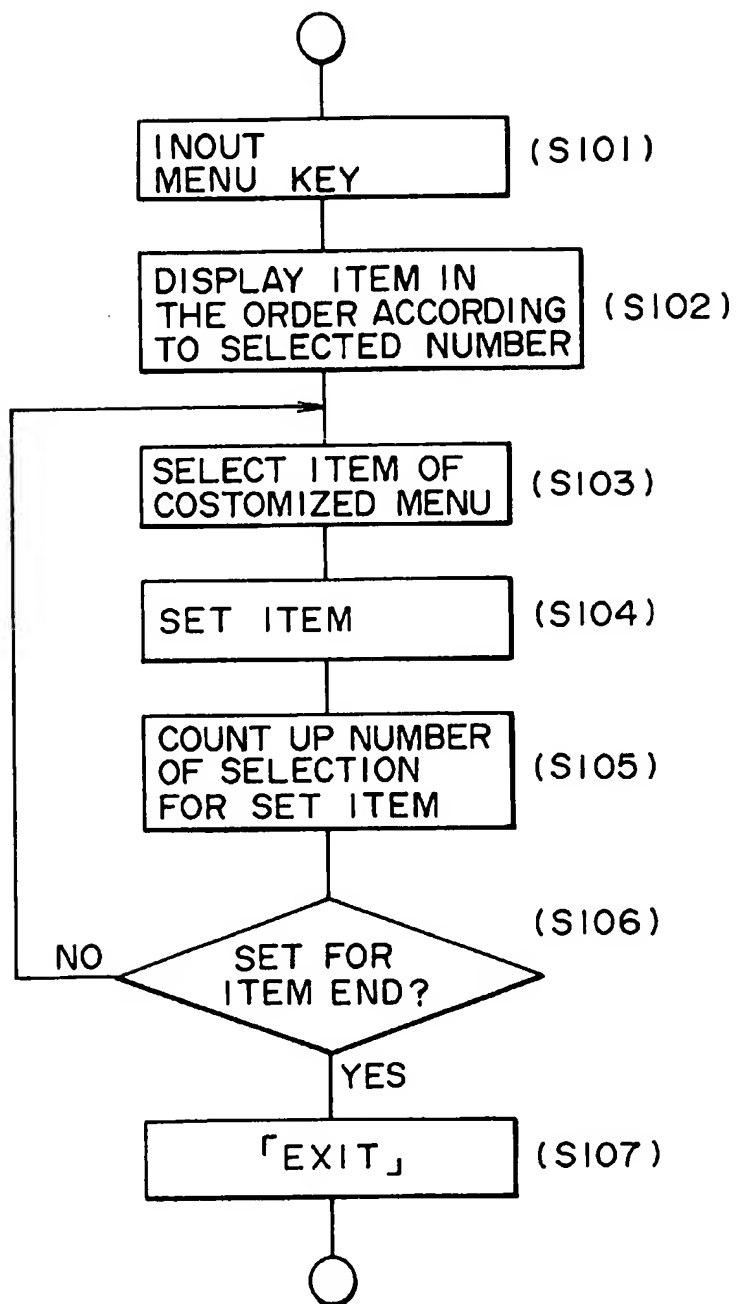 INOUT
MENU KEY
(S101)
DISPLAY ITEM IN
THE ORDER ACCORDING
TO SELECTED NUMBER
(S102)
SELECT ITEM OF
COSTOMIZED MENU
(S103)
SET ITEM
(S104)
COUNT UP NUMBER
OF SELECTION
FOR SET ITEM
(S105)
(S106)
NO
SET FOR
ITEM END?
YES
「EXIT」
(S107)